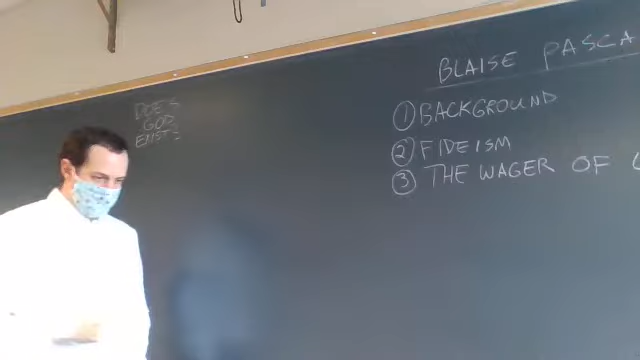 DOES
GOD
EXIST?
BLAISE PASCA
① BACKGROUND
② FIDEISM
③ THE WAGER OF